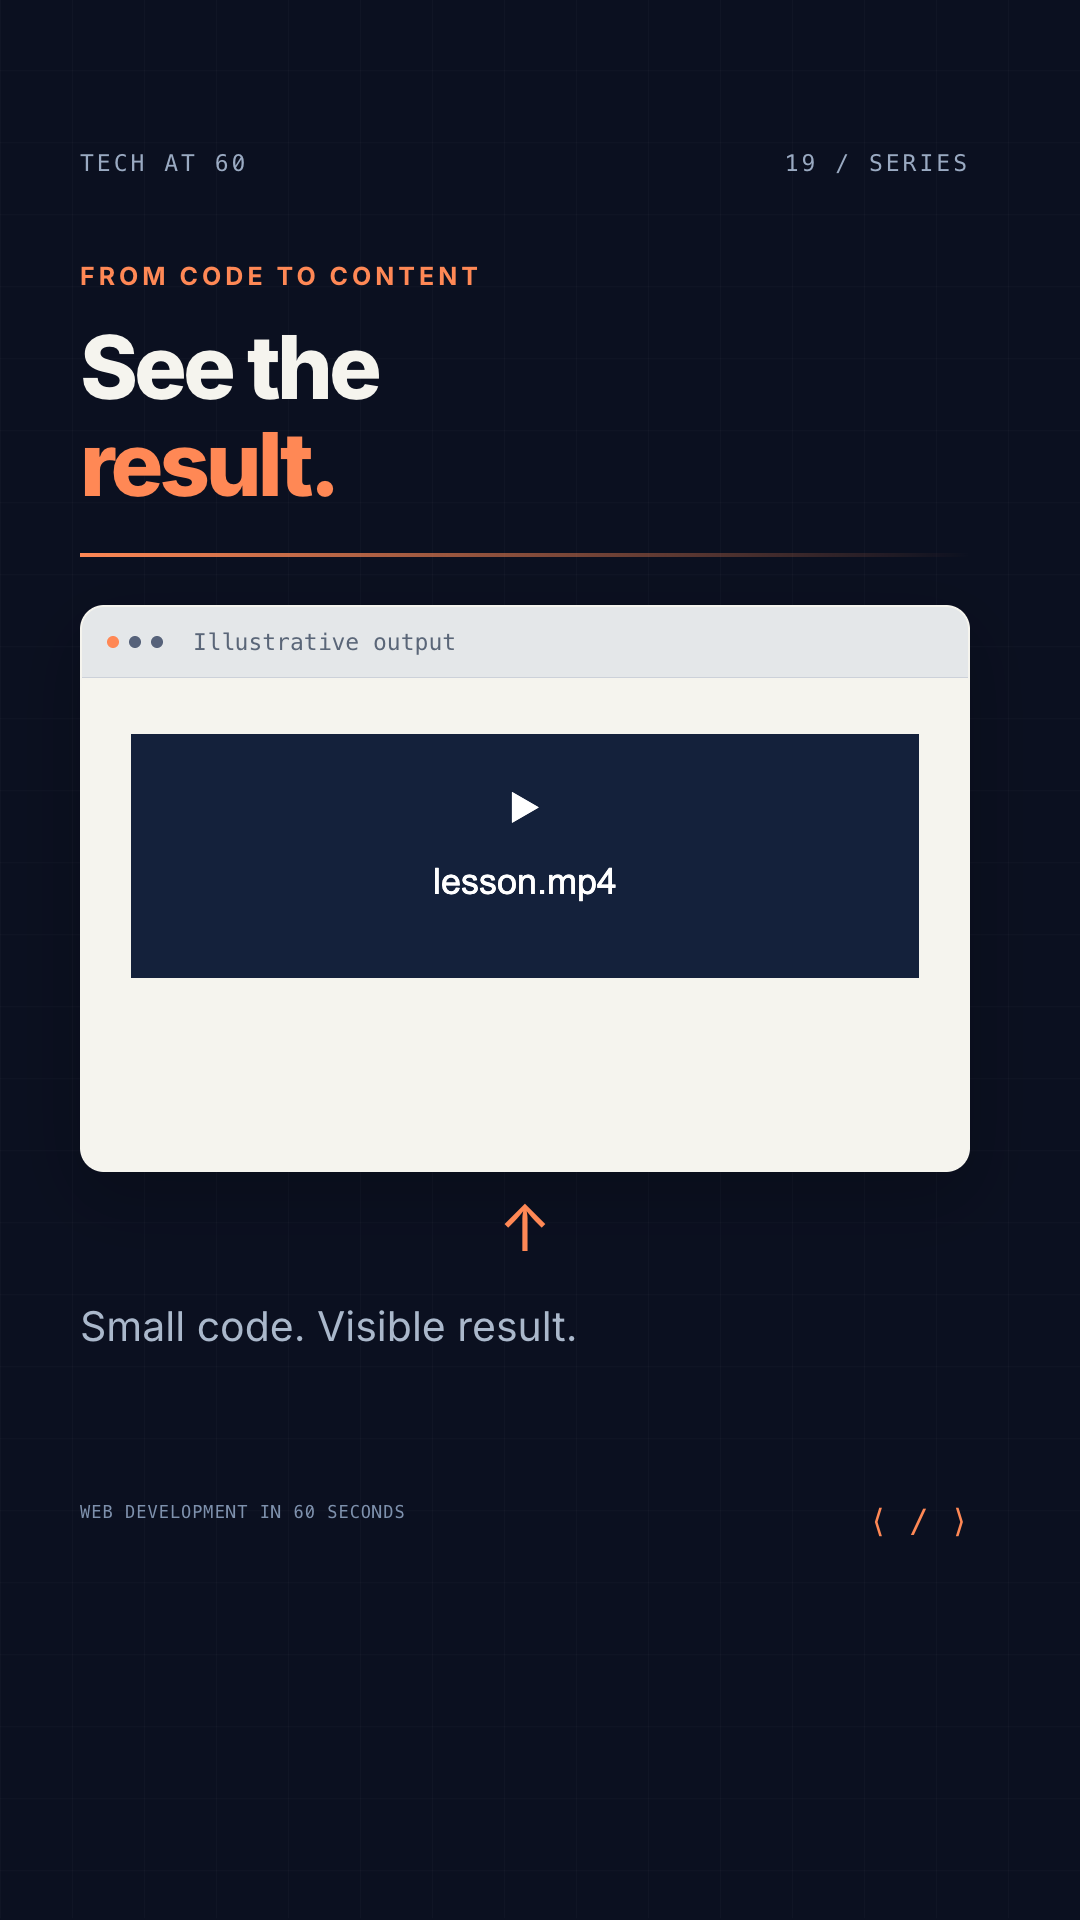 TECH AT 60
19 / SERIES
FROM CODE TO CONTENT
See the
result.
Illustrative output
lesson.mp4
Small code. Visible result.
WEB DEVELOPMENT IN 60 SECONDS
⟨ / ⟩